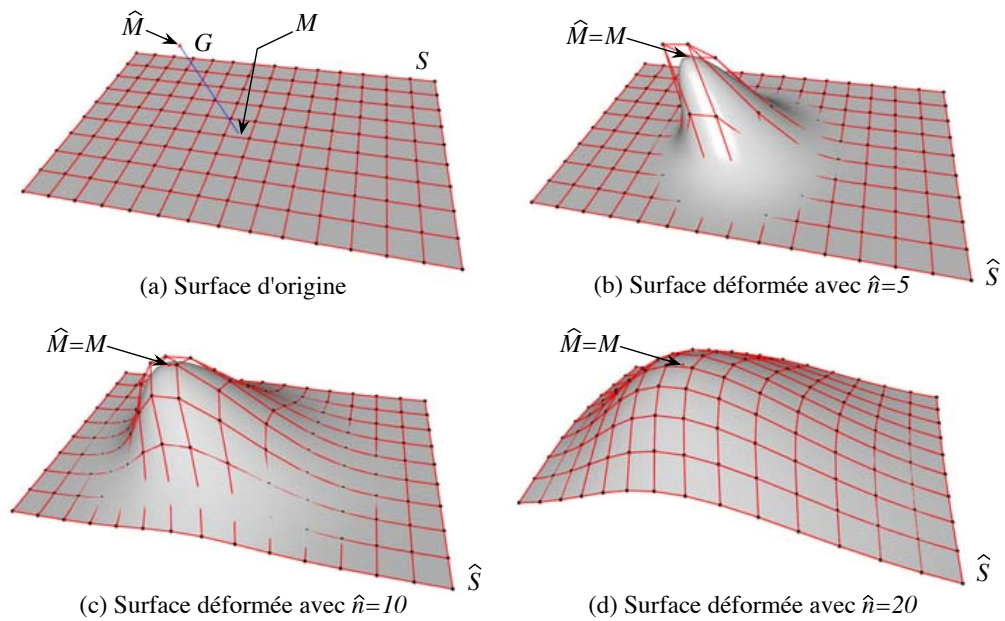 M̂
G
M
S
(a) Surface d'origine
M̂=M
Ŝ
(b) Surface déformée avec n̂=5
M̂=M
Ŝ
(c) Surface déformée avec n̂=10
M̂=M
Ŝ
(d) Surface déformée avec n̂=20